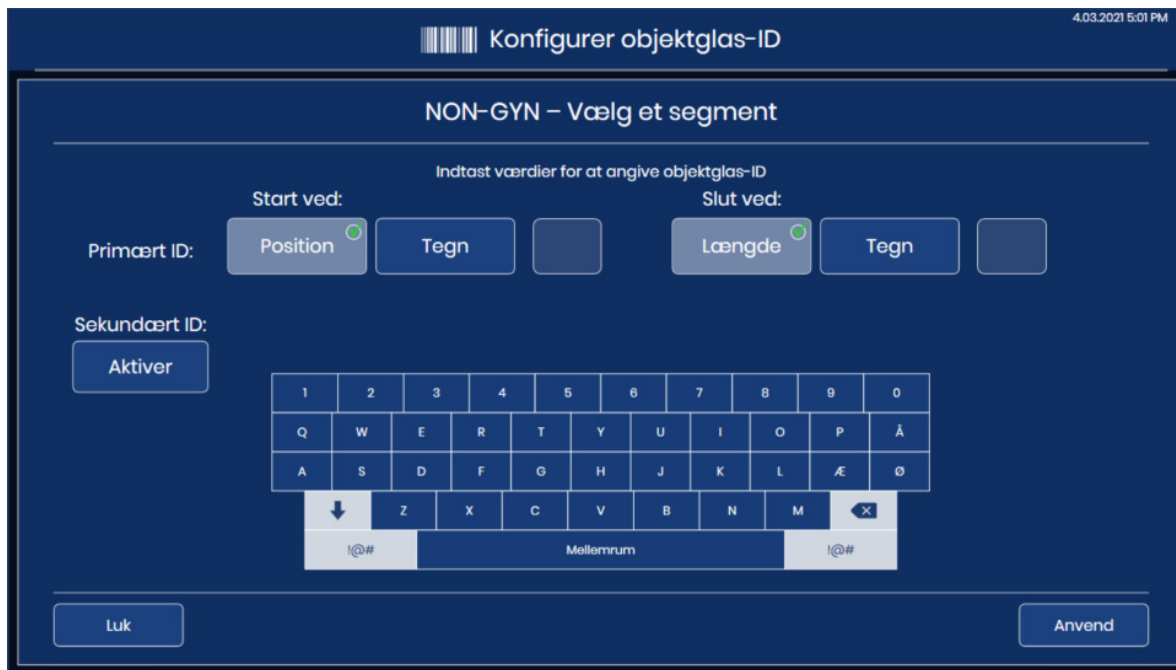 4.03.2021 5:01 PM
Konfigurer objektglas-ID
NON-GYN – Vælg et segment
Indtast værdier for at angive objektglas-ID
Start ved: Slut ved:
Primært ID: Position Tegn Længde Tegn
Sekundært ID:
Aktiver
1 2 3 4 5 6 7 8 9 0
Q W E R T Y U I O P Å
A S D F G H J K L Æ Ø
Z X C V B N M
!@# Mellemrum !@#
Luk Anvend